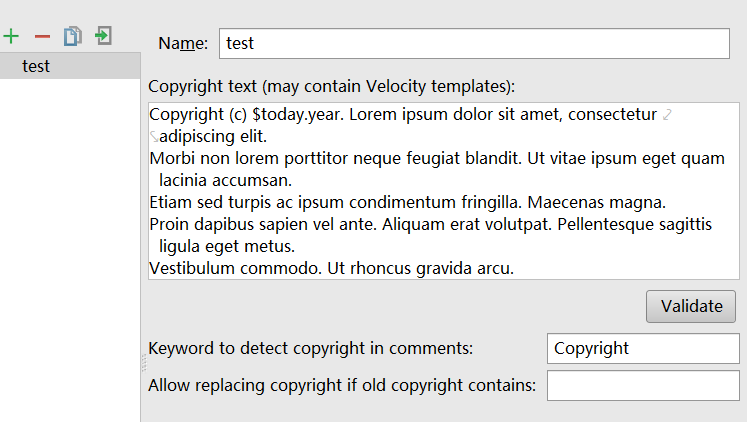 Name: test
test
Copyright text (may contain Velocity templates):
Copyright (c) $today.year. Lorem ipsum dolor sit amet, consectetur
adipiscing elit.
Morbi non lorem porttitor neque feugiat blandit. Ut vitae ipsum eget quam
lacinia accumsan.
Etiam sed turpis ac ipsum condimentum fringilla. Maecenas magna.
Proin dapibus sapien vel ante. Aliquam erat volutpat. Pellentesque sagittis
ligula eget metus.
Vestibulum commodo. Ut rhoncus gravida arcu.
Validate
Keyword to detect copyright in comments: Copyright
Allow replacing copyright if old copyright contains: